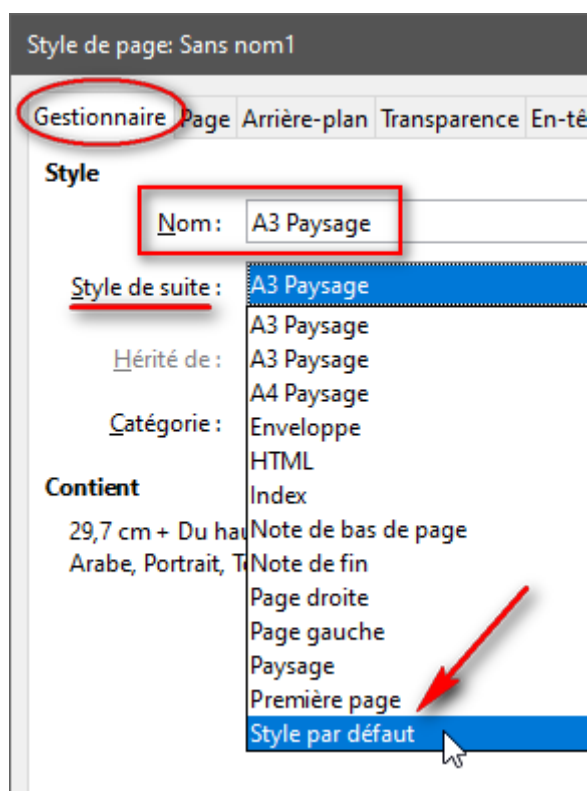 Style de page: Sans nom1
Gestionnaire Page Arrière-plan Transparence En-tê
Style
Nom : A3 Paysage
Style de suite : A3 Paysage
A3 Paysage
Hérité de : A3 Paysage
A4 Paysage
Catégorie : Enveloppe
HTML
Contient Index
29,7 cm + Du hau Note de bas de page
Arabe, Portrait, T Note de fin
Page droite
Page gauche
Paysage
Première page
Style par défaut